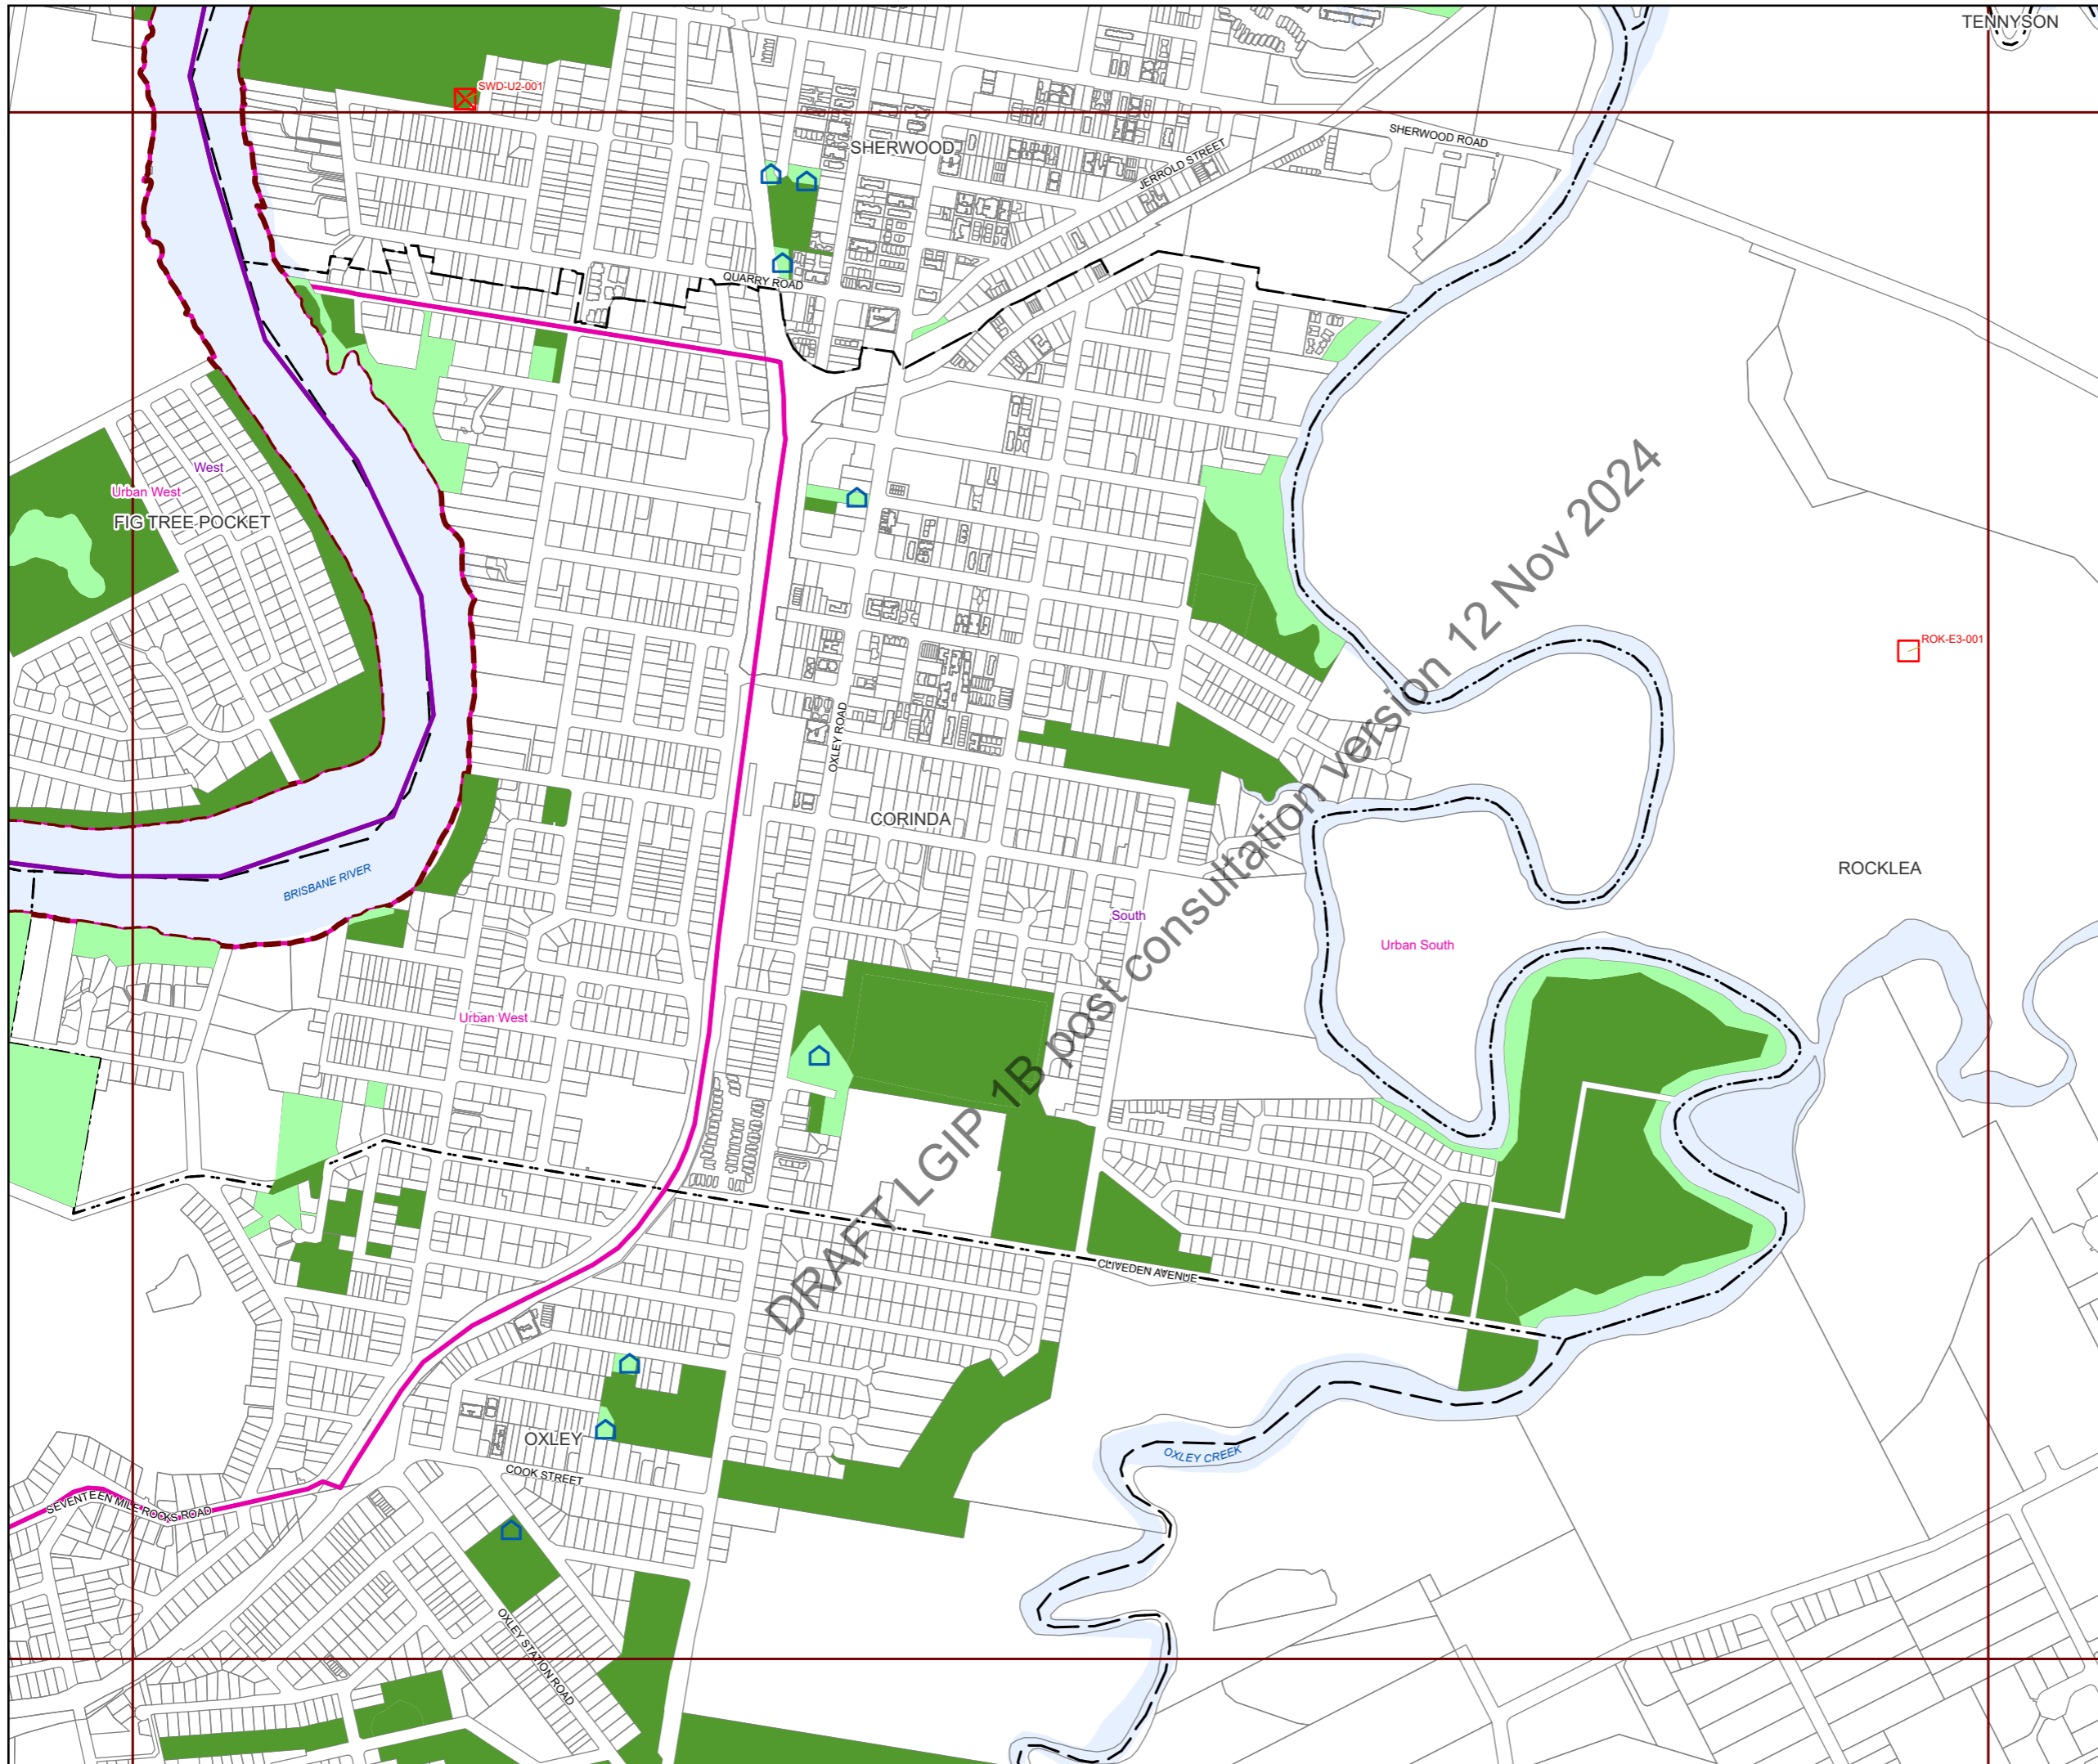 TENNYSON
SWD-U2-001
SHERWOOD ROAD
SHERWOOD
JERROLD STREET
QUARRY ROAD
West
Urban West
FIG TREE POCKET
ROK-E3-001
OXLEY ROAD
CORINDA
ROCKLEA
BRISBANE RIVER
South
Urban South
Urban West
DRAFT LGIP 1B post consultation version 12 Nov 2024
CLIVEDEN AVENUE
OXLEY
OXLEY CREEK
COOK STREET
SEVENTEEN MILE ROCKS ROAD
OXLEY STATION ROAD